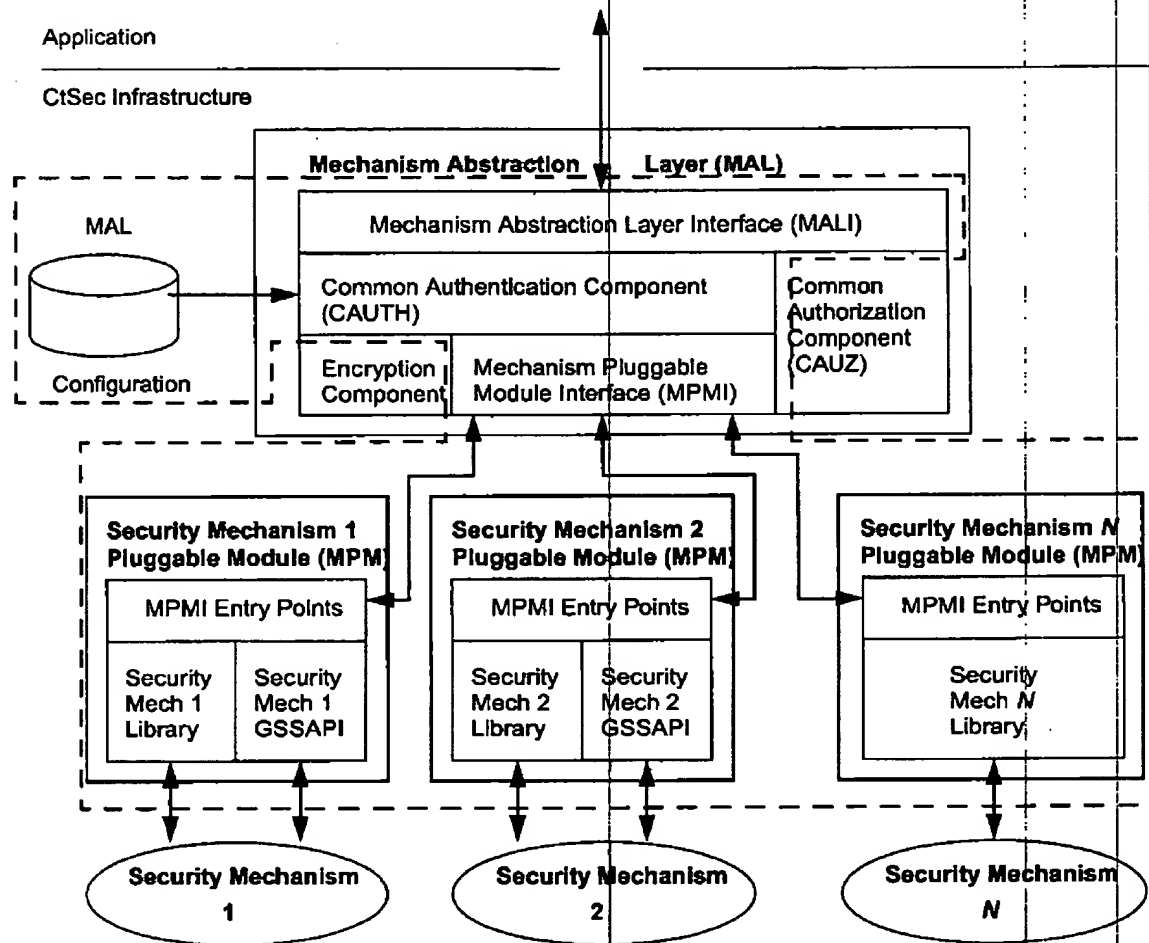 Application
CtSec Infrastructure
Mechanism Abstraction Layer (MAL)
MAL
Configuration
Mechanism Abstraction Layer Interface (MALI)
Common Authentication Component
(CAUTH)
Common
Authorization
Component
(CAUZ)
Encryption
Component
Mechanism Pluggable
Module Interface (MPMI)
Security Mechanism 1
Pluggable Module (MPM)
MPMI Entry Points
Security
Mech 1
Library
Security
Mech 1
GSSAPI
Security Mechanism 2
Pluggable Module (MPM)
MPMI Entry Points
Security
Mech 2
Library
Security
Mech 2
GSSAPI
Security Mechanism N
Pluggable Module (MPM)
MPMI Entry Points
Security
Mech N
Library
Security Mechanism
1
Security Mechanism
2
Security Mechanism
N